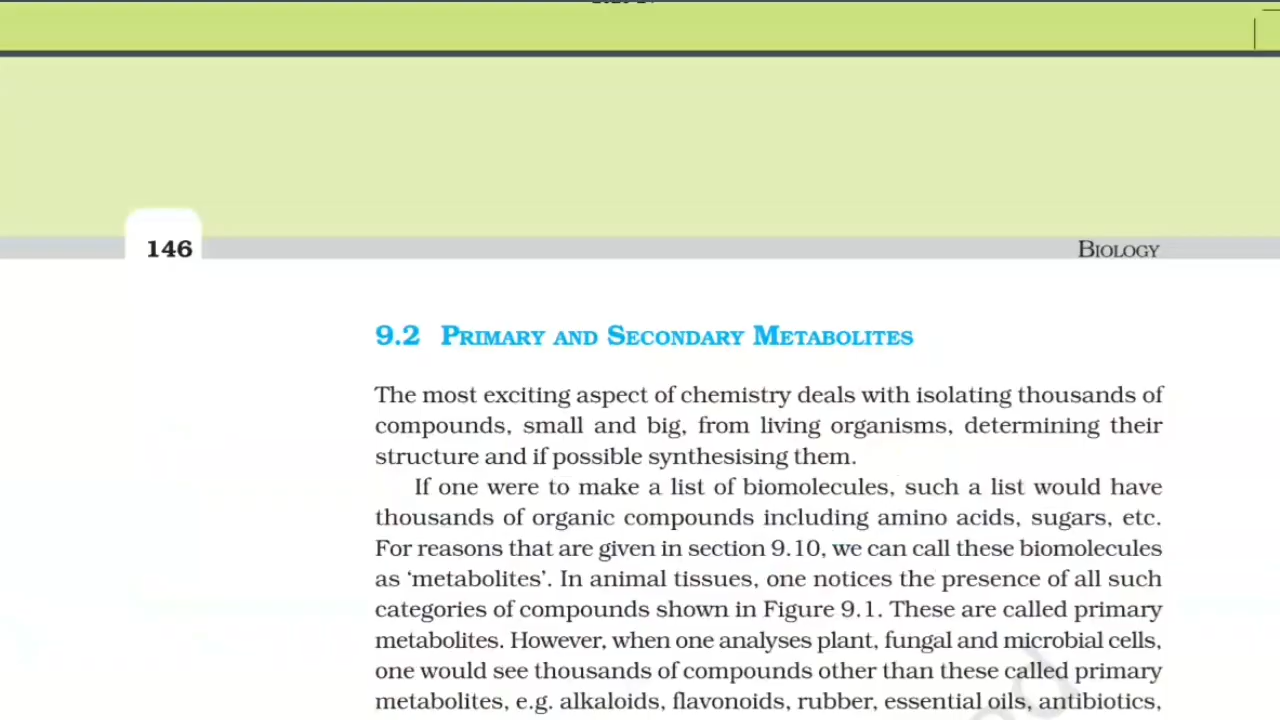 146
BIOLOGY
9.2 PRIMARY AND SECONDARY METABOLITES
The most exciting aspect of chemistry deals with isolating thousands of
compounds, small and big, from living organisms, determining their
structure and if possible synthesising them.
If one were to make a list of biomolecules, such a list would have
thousands of organic compounds including amino acids, sugars, etc.
For reasons that are given in section 9.10, we can call these biomolecules
as ‘metabolites’. In animal tissues, one notices the presence of all such
categories of compounds shown in Figure 9.1. These are called primary
metabolites. However, when one analyses plant, fungal and microbial cells,
one would see thousands of compounds other than these called primary
metabolites, e.g. alkaloids, flavonoids, rubber, essential oils, antibiotics,